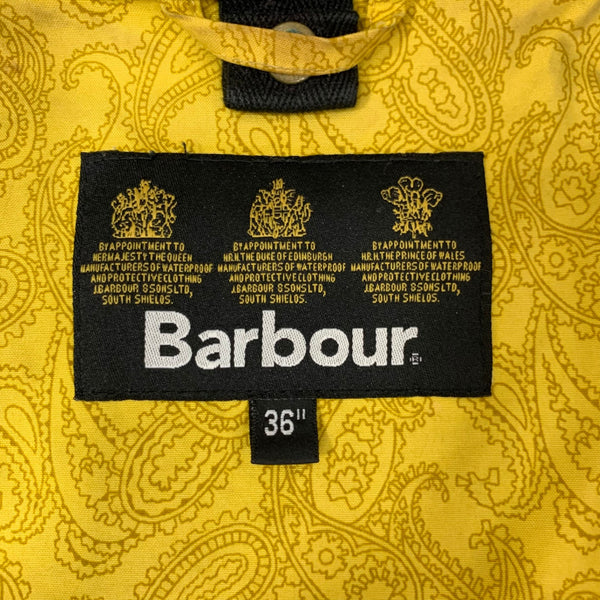 BY APPOINTMENT TO
HER MAJESTY THE QUEEN
MANUFACTURERS OF WATERPROOF
AND PROTECTIVE CLOTHING
J.BARBOUR & SONS LTD,
SOUTH SHIELDS.
BY APPOINTMENT TO
H.R.H. THE DUKE OF EDINBURGH
MANUFACTURERS OF WATERPROOF
AND PROTECTIVE CLOTHING
J.BARBOUR & SONS LTD,
SOUTH SHIELDS.
BY APPOINTMENT TO
H.R.H. THE PRINCE OF WALES
MANUFACTURERS OF WATERPROOF
AND PROTECTIVE CLOTHING
J.BARBOUR & SONS LTD,
SOUTH SHIELDS.
Barbour®
36"